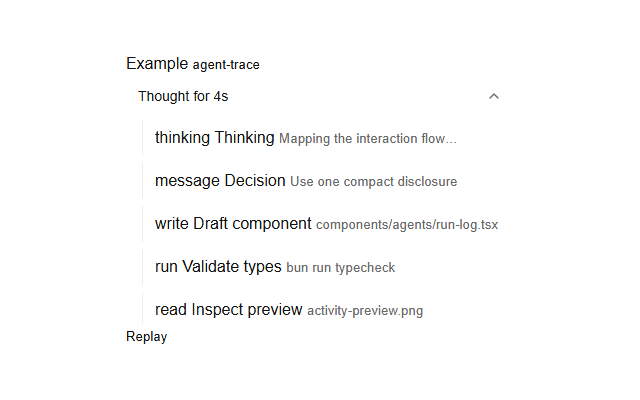 Example agent-trace
Thought for 4s
thinking Thinking Mapping the interaction flow…
message Decision Use one compact disclosure
write Draft component components/agents/run-log.tsx
run Validate types bun run typecheck
read Inspect preview activity-preview.png
Replay